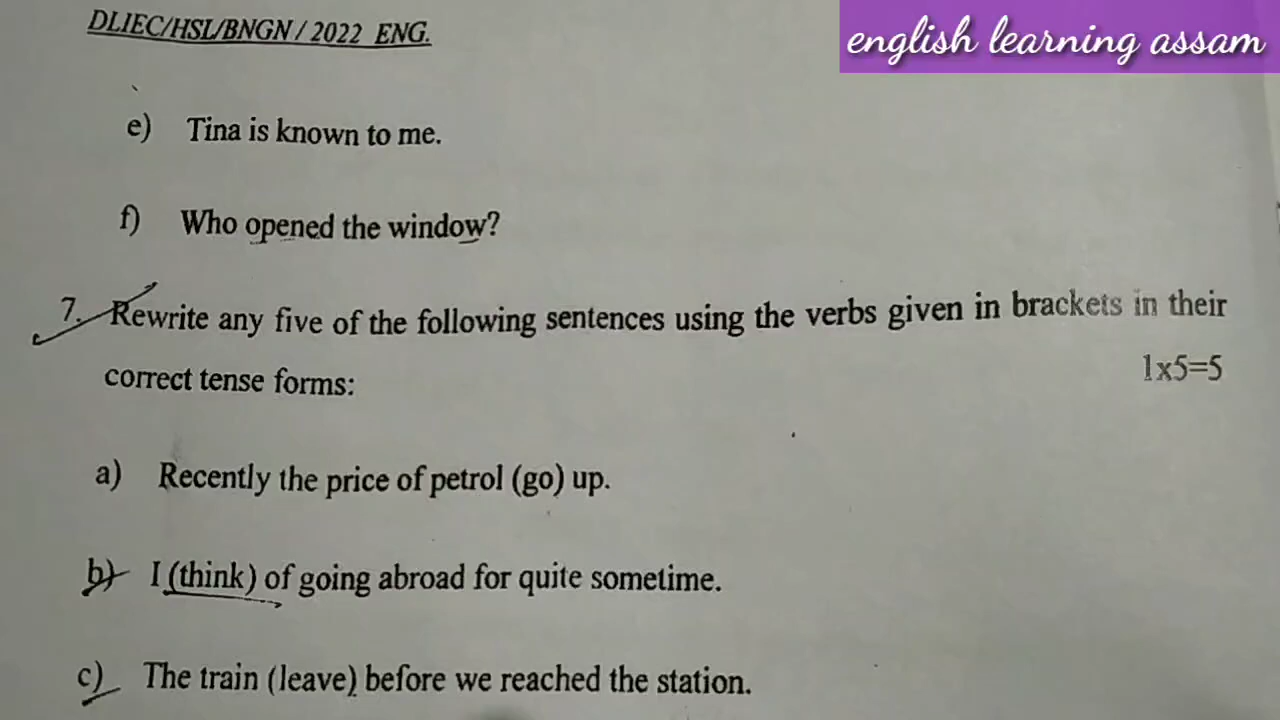 DLIEC/HSL/BNGN / 2022 ENG.
english learning assam
e) Tina is known to me.
f) Who opened the window?
7. Rewrite any five of the following sentences using the verbs given in brackets in their
correct tense forms: 1x5=5
a) Recently the price of petrol (go) up.
b) I (think) of going abroad for quite sometime.
c) The train (leave) before we reached the station.